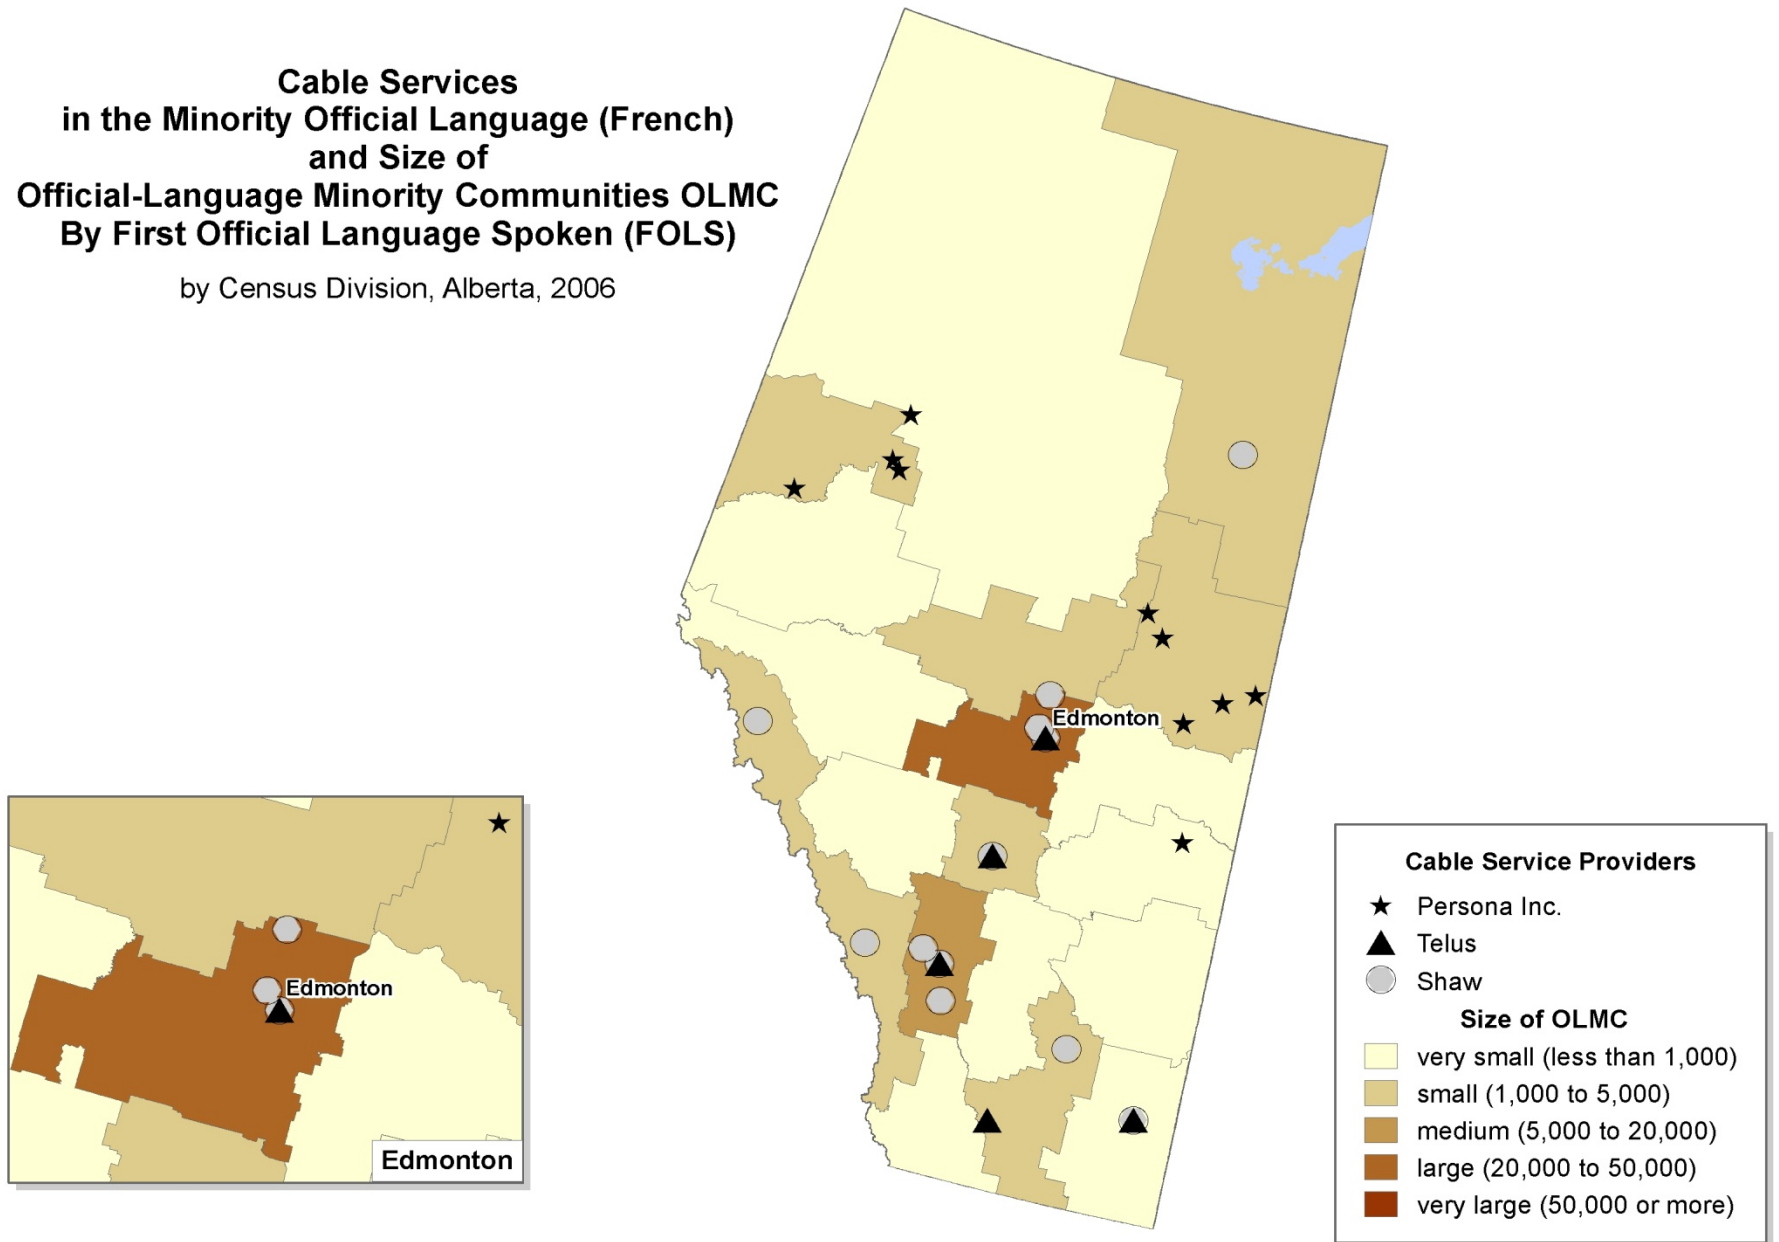 Cable Services
in the Minority Official Language (French)
and Size of
Official-Language Minority Communities OLMC
By First Official Language Spoken (FOLS)
by Census Division, Alberta, 2006
Edmonton
Edmonton
Edmonton
Cable Service Providers
Persona Inc.
Telus
Shaw
Size of OLMC
very small (less than 1,000)
small (1,000 to 5,000)
medium (5,000 to 20,000)
large (20,000 to 50,000)
very large (50,000 or more)